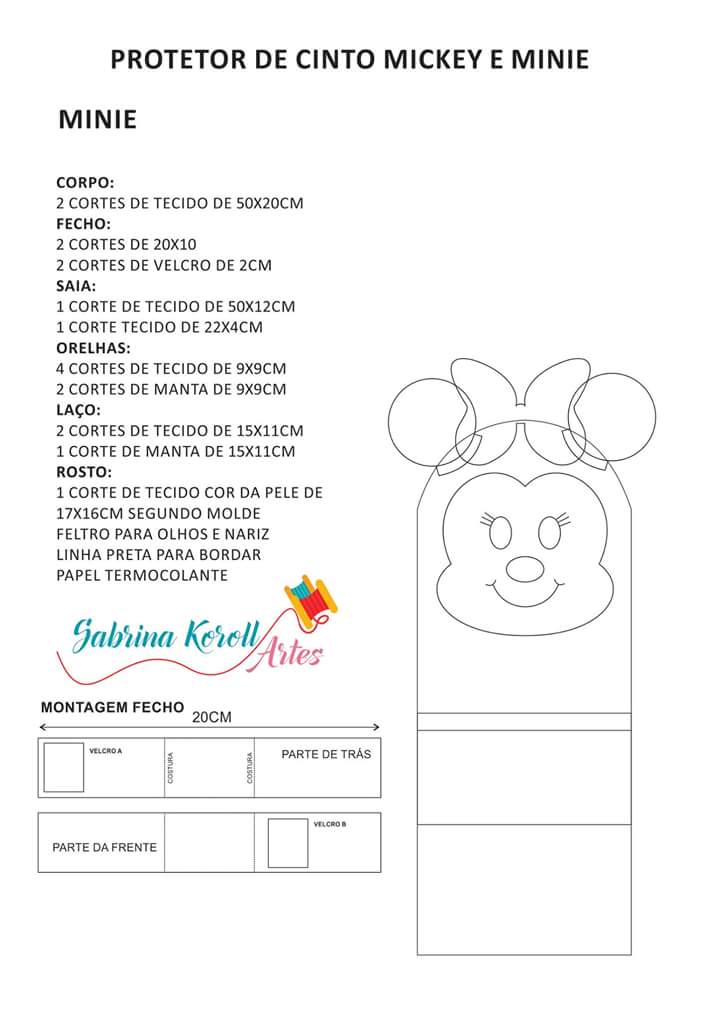 PROTETOR DE CINTO MICKEY E MINIE
MINIE
CORPO:
2 CORTES DE TECIDO DE 50X20CM
FECHO:
2 CORTES DE 20X10
2 CORTES DE VELCRO DE 2CM
SAIA:
1 CORTE DE TECIDO DE 50X12CM
1 CORTE TECIDO DE 22X4CM
ORELHAS:
4 CORTES DE TECIDO DE 9X9CM
2 CORTES DE MANTA DE 9X9CM
LAÇO:
2 CORTES DE TECIDO DE 15X11CM
1 CORTE DE MANTA DE 15X11CM
ROSTO:
1 CORTE DE TECIDO COR DA PELE DE
17X16CM SEGUNDO MOLDE
FELTRO PARA OLHOS E NARIZ
LINHA PRETA PARA BORDAR
PAPEL TERMOCOLANTE
Sabrina Koroll
Artes
MONTAGEM FECHO
20CM
VELCRO A
COSTURA
COSTURA
PARTE DE TRÁS
PARTE DA FRENTE
VELCRO B